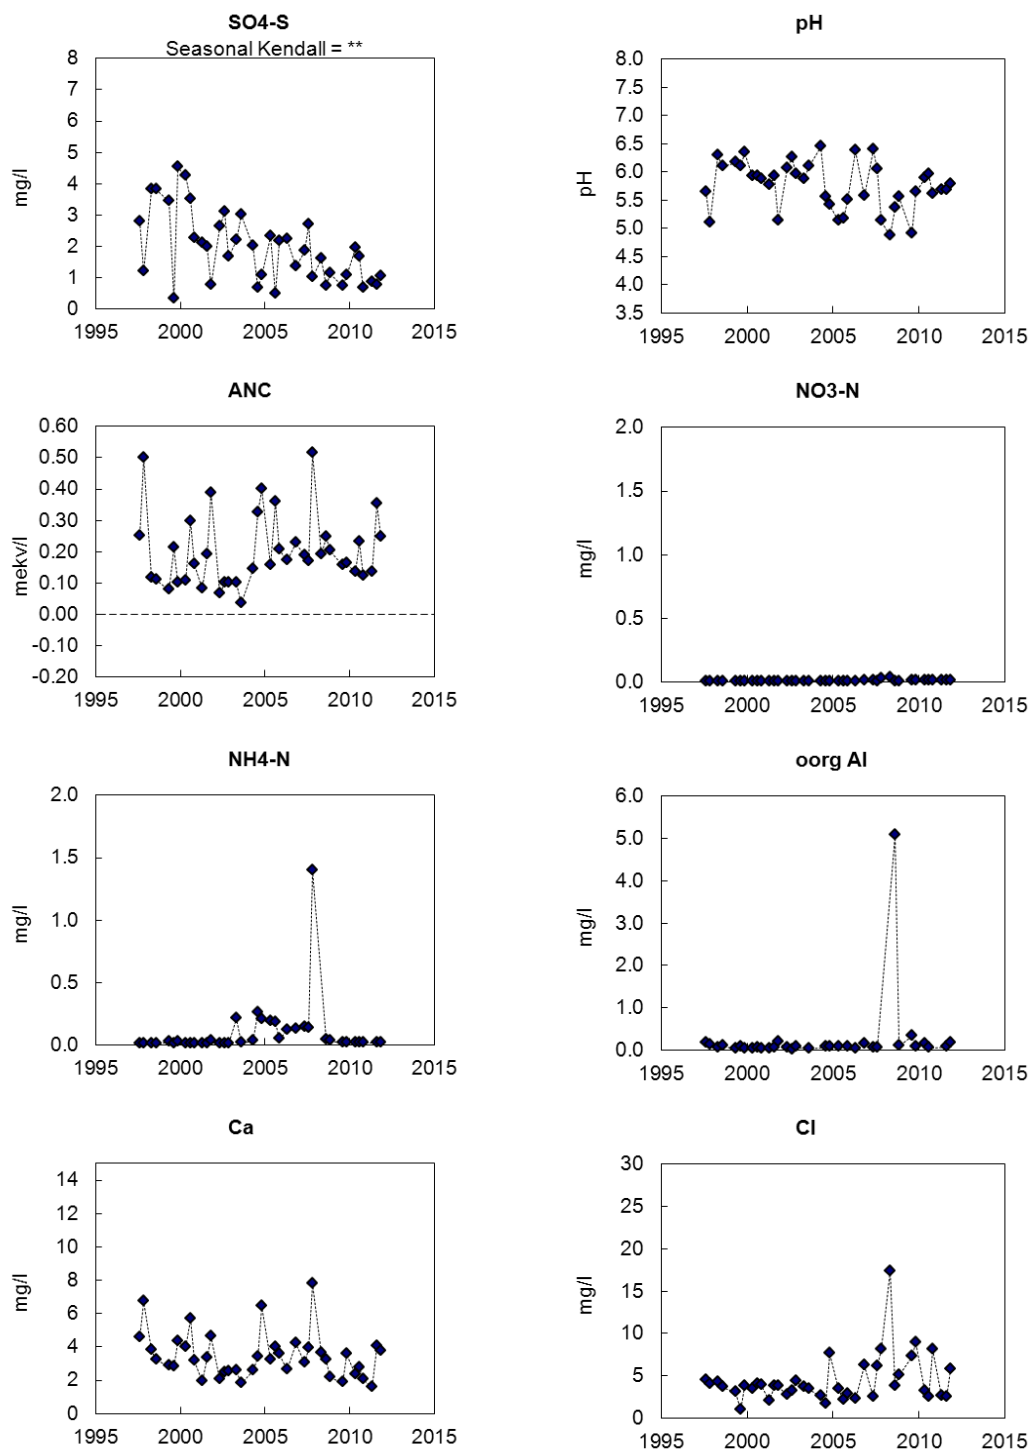 SO4-S
Seasonal Kendall = **
8
7
6
5
4
3
2
1
0
mg/l
1995 2000 2005 2010 2015
pH
8.0
7.5
7.0
6.5
6.0
5.5
5.0
4.5
4.0
3.5
pH
1995 2000 2005 2010 2015
ANC
0.60
0.50
0.40
0.30
0.20
0.10
0.00
-0.10
-0.20
mekv/l
1995 2000 2005 2010 2015
NO3-N
2.0
1.5
1.0
0.5
0.0
mg/l
1995 2000 2005 2010 2015
NH4-N
2.0
1.5
1.0
0.5
0.0
mg/l
1995 2000 2005 2010 2015
oorg Al
6.0
5.0
4.0
3.0
2.0
1.0
0.0
mg/l
1995 2000 2005 2010 2015
Ca
14
12
10
8
6
4
2
0
mg/l
1995 2000 2005 2010 2015
Cl
30
25
20
15
10
5
0
mg/l
1995 2000 2005 2010 2015